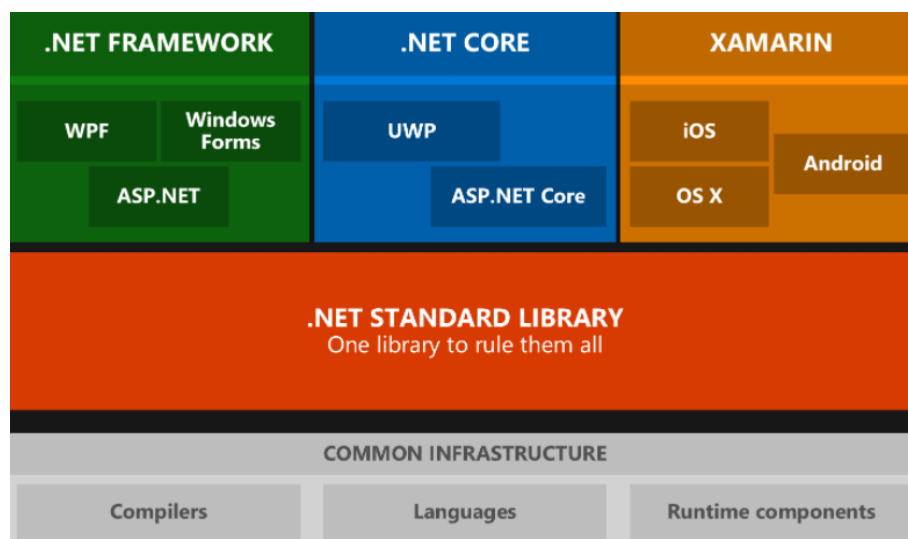 .NET FRAMEWORK
.NET CORE
XAMARIN
WPF
Windows
Forms
ASP.NET
UWP
ASP.NET Core
iOS
Android
OS X
.NET STANDARD LIBRARY
One library to rule them all
COMMON INFRASTRUCTURE
Compilers
Languages
Runtime components